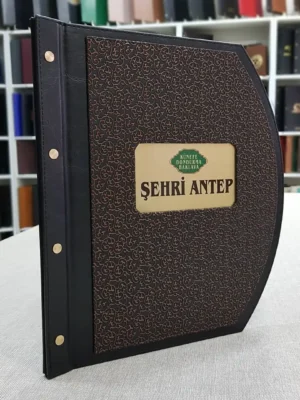 KÜNEFE
DONDURMA
BAKLAVA
ŞEHRİ ANTEP